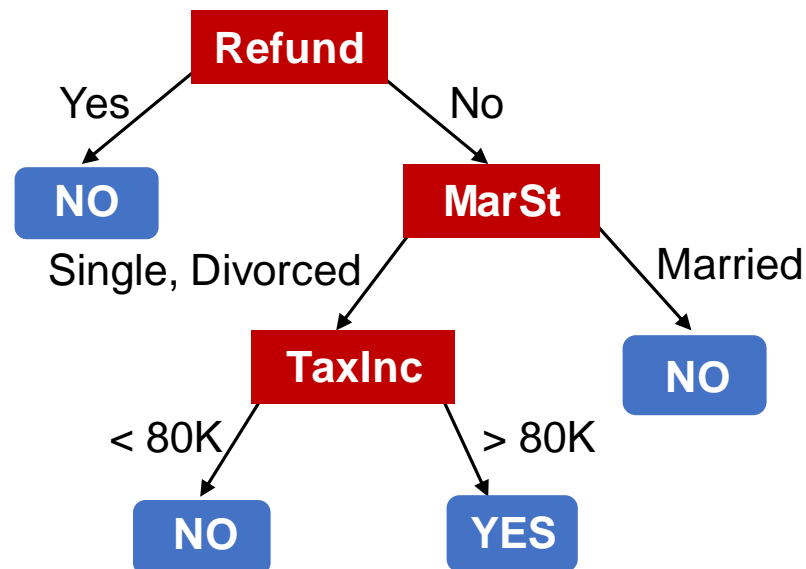 Refund
Yes
No
NO
MarSt
Single, Divorced
Married
TaxInc
NO
< 80K
> 80K
NO
YES